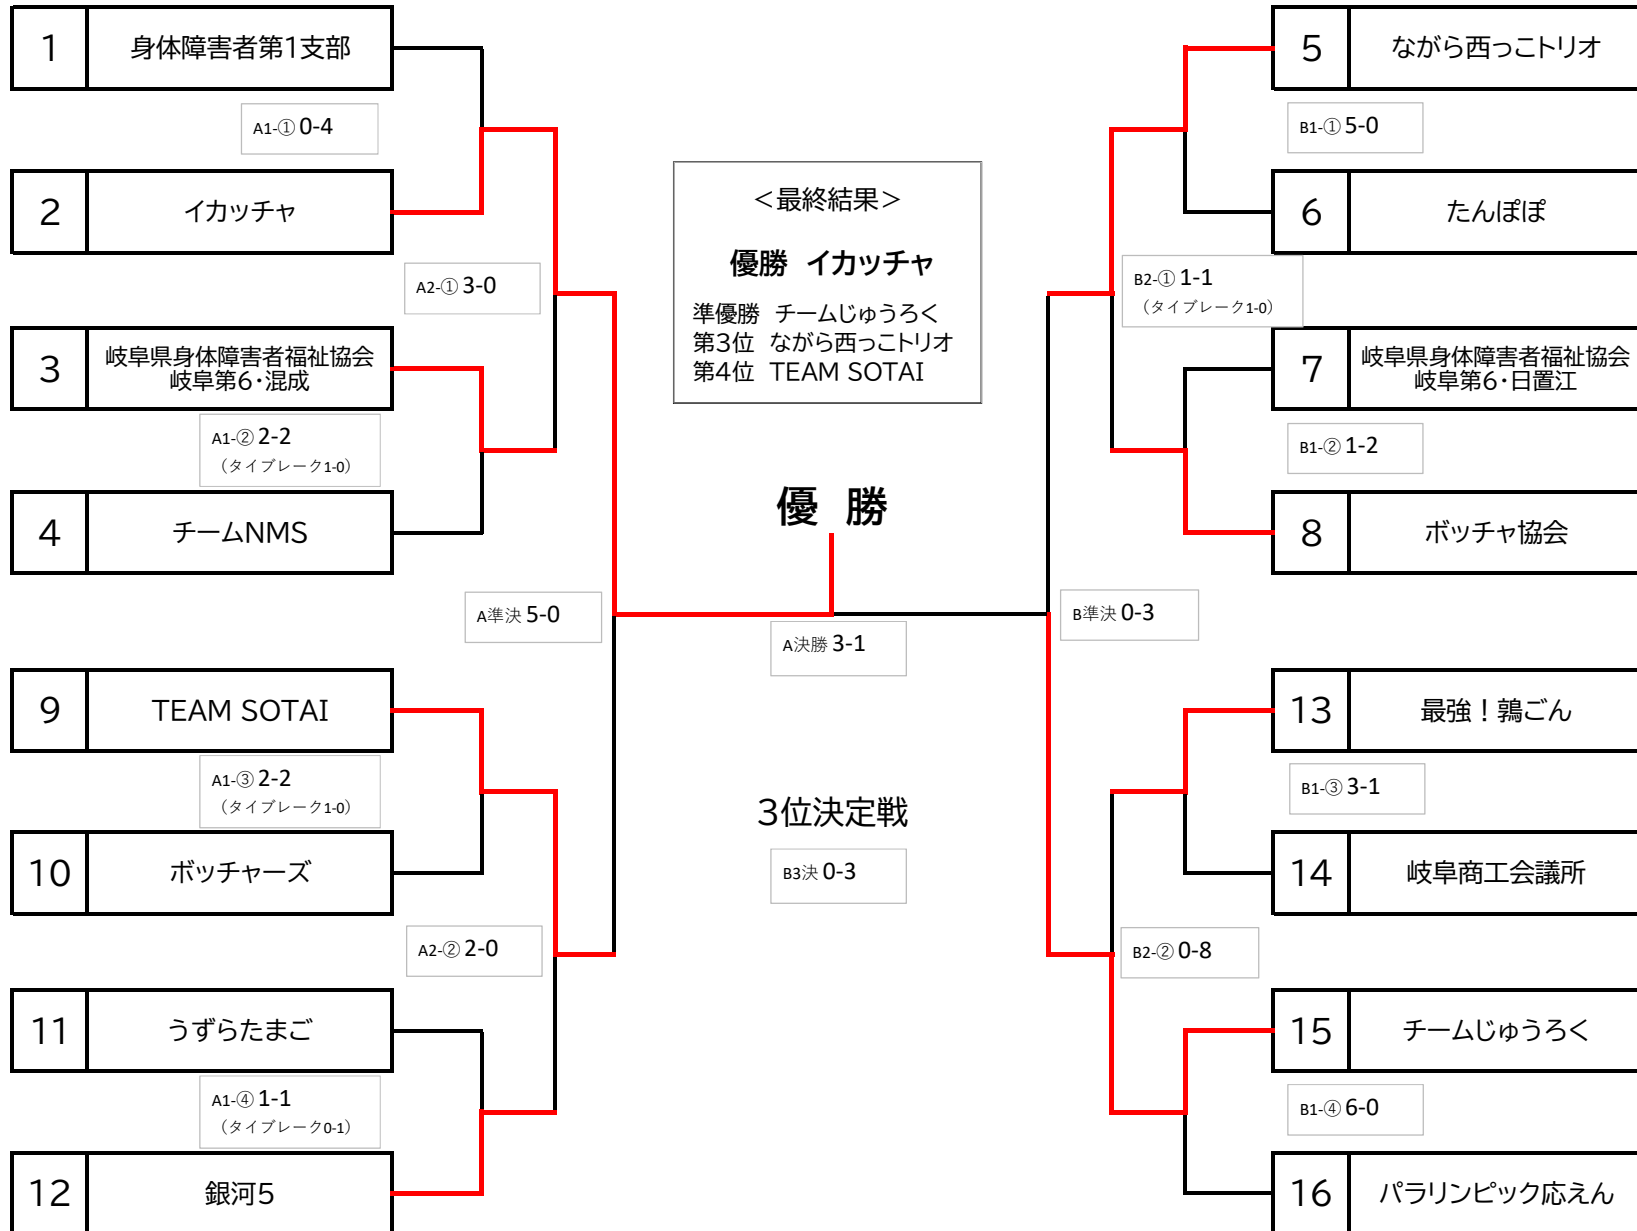 1 身体障害者第1支部
A1-① 0-4
2 イカッチャ
A2-① 3-0
3 岐阜県身体障害者福祉協会
岐阜第6・混成
A1-② 2-2
（タイブレーク1-0）
4 チームNMS
A準決 5-0
9 TEAM SOTAI
A1-③ 2-2
（タイブレーク1-0）
10 ボッチャーズ
A2-② 2-0
11 うずらたまご
A1-④ 1-1
（タイブレーク0-1）
12 銀河5
＜最終結果＞
優勝 イカッチャ
準優勝 チームじゅうろく
第3位 ながら西っこトリオ
第4位 TEAM SOTAI
優 勝
A決勝 3-1
3位決定戦
B3決 0-3
5 ながら西っこトリオ
B1-① 5-0
6 たんぽぽ
B2-① 1-1
（タイブレーク1-0）
7 岐阜県身体障害者福祉協会
岐阜第6・日置江
B1-② 1-2
8 ボッチャ協会
B準決 0-3
13 最強！鶉ごん
B1-③ 3-1
14 岐阜商工会議所
B2-② 0-8
15 チームじゅうろく
B1-④ 6-0
16 パラリンピック応えん